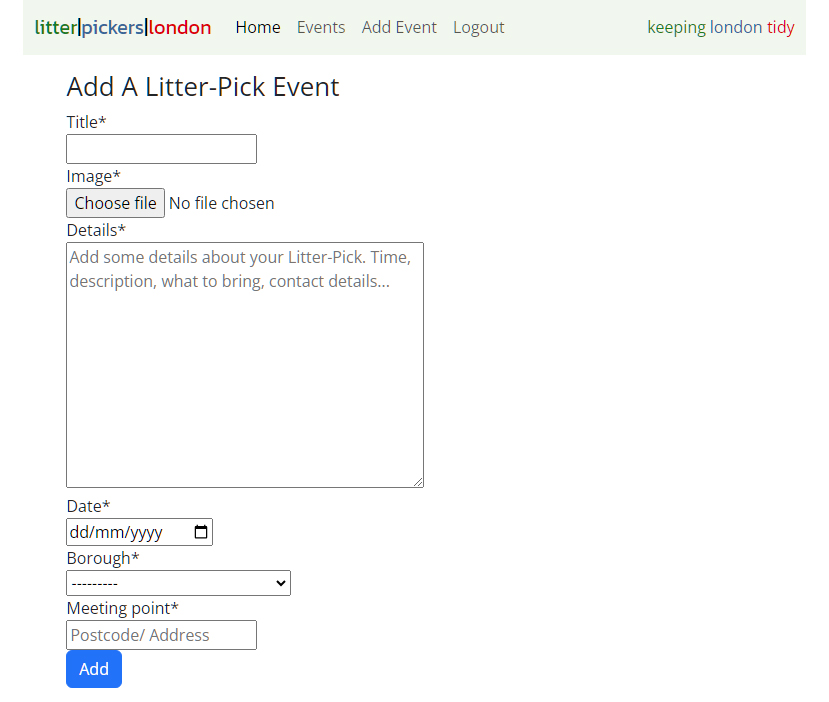 litter|pickers|london Home Events Add Event Logout keeping london tidy
Add A Litter-Pick Event
Title*
Image*
Choose file No file chosen
Details*
Add some details about your Litter-Pick. Time,
description, what to bring, contact details...
Date*
dd/mm/yyyy
Borough*
---------
Meeting point*
Postcode/ Address
Add